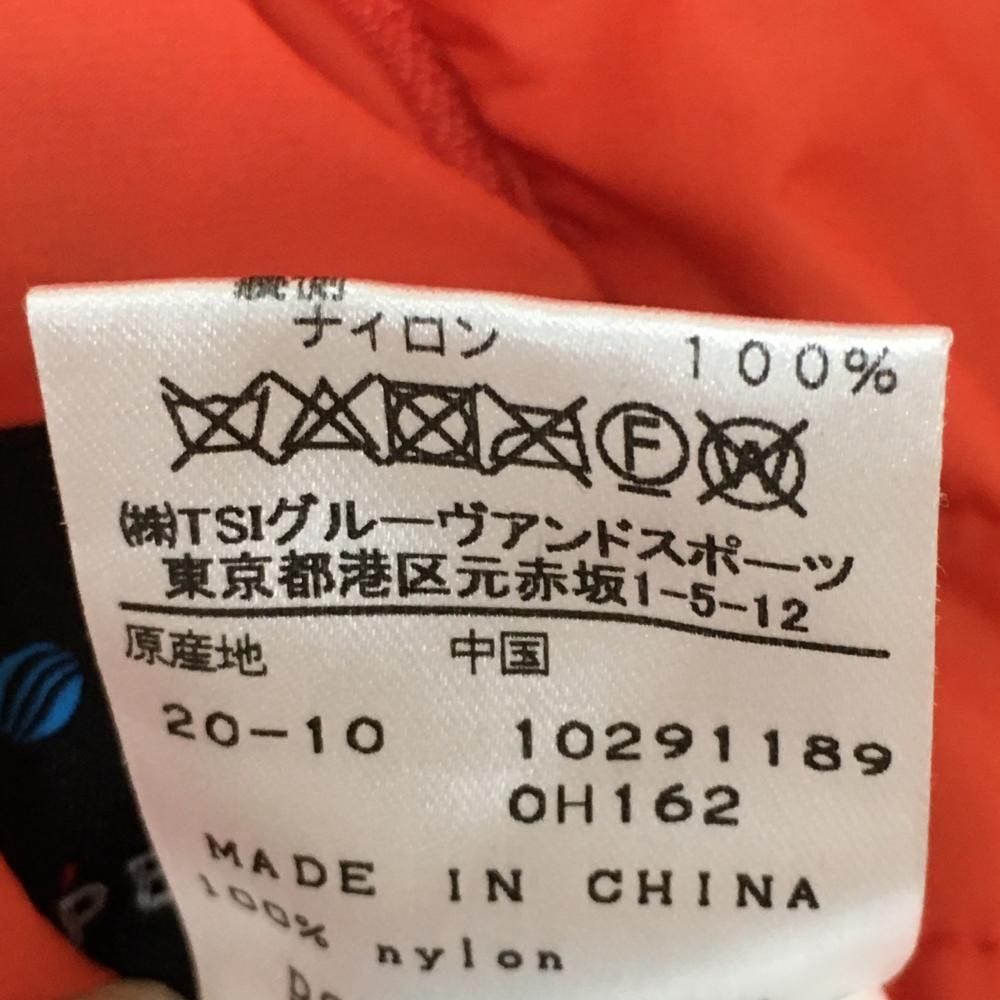 ナイロン 100%
F W
(株)TSIグルーヴアンドスポーツ
東京都港区元赤坂1-5-12
原産地 中国
20-10 10291189
0H162
MADE IN CHINA
100% nylon